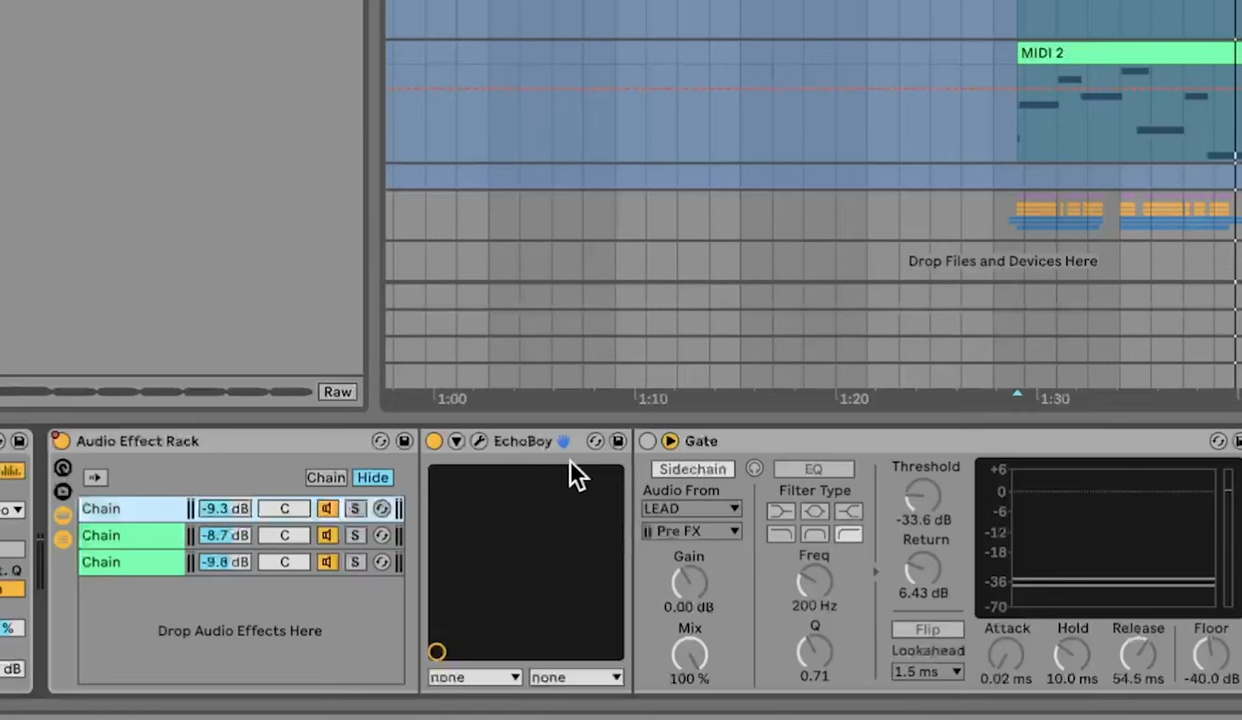 MIDI 2
Drop Files and Devices Here
Raw
1:00
1:10
1:20
1:30
Audio Effect Rack
EchoBoy
Gate
Chain
Hide
Chain -9.3 dB C S
Chain -8.7 dB C S
Chain -9.8 dB C S
Drop Audio Effects Here
none
none
Sidechain
EQ
Audio From
LEAD
Pre FX
Gain
0.00 dB
Mix
100 %
Filter Type
Freq
200 Hz
Q
0.71
Threshold
-33.6 dB
Return
6.43 dB
Flip
Lookahead
1.5 ms
+6
0
-6
-12
-18
-36
-70
Attack
0.02 ms
Hold
10.0 ms
Release
54.5 ms
Floor
-40.0 dB
. Q
%
dB